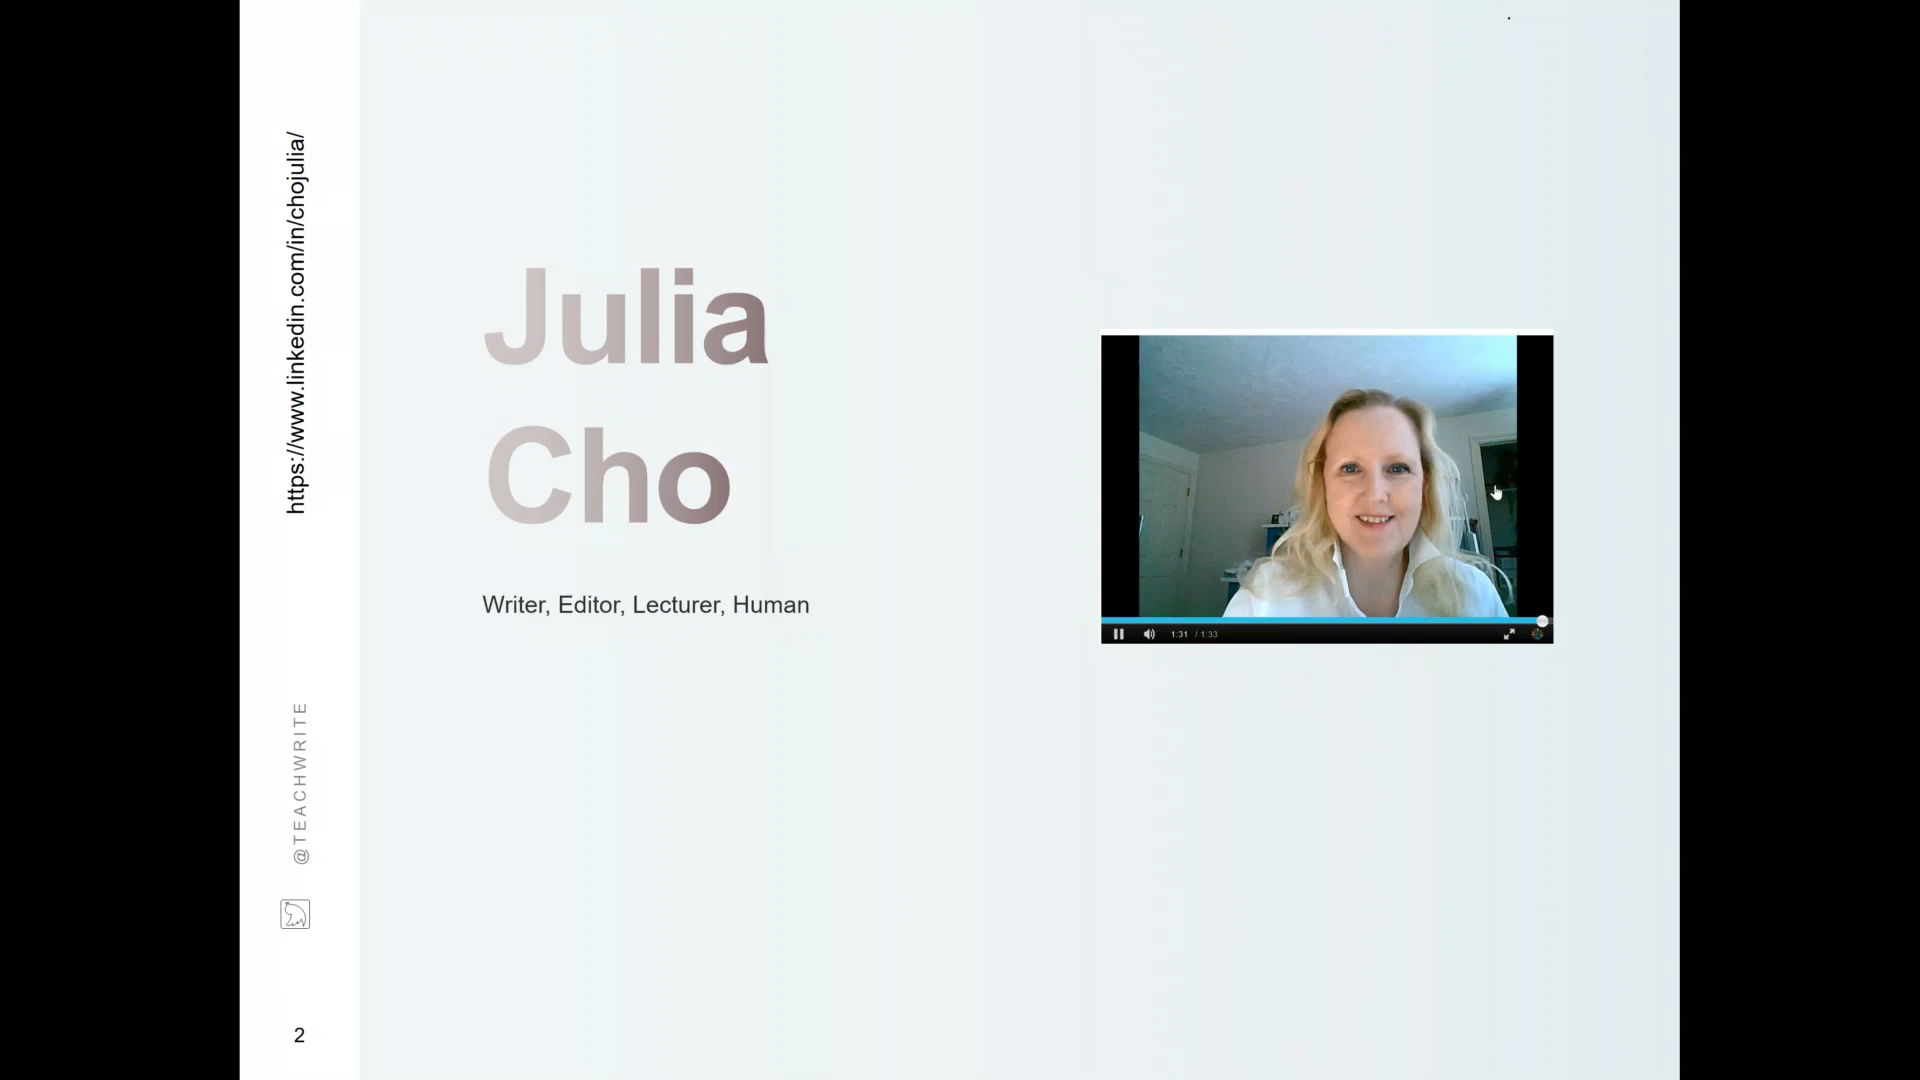 https://www.linkedin.com/in/chojulia/
@TEACHWRITE
2
Julia
Cho
Writer, Editor, Lecturer, Human
1:31 / 1:33